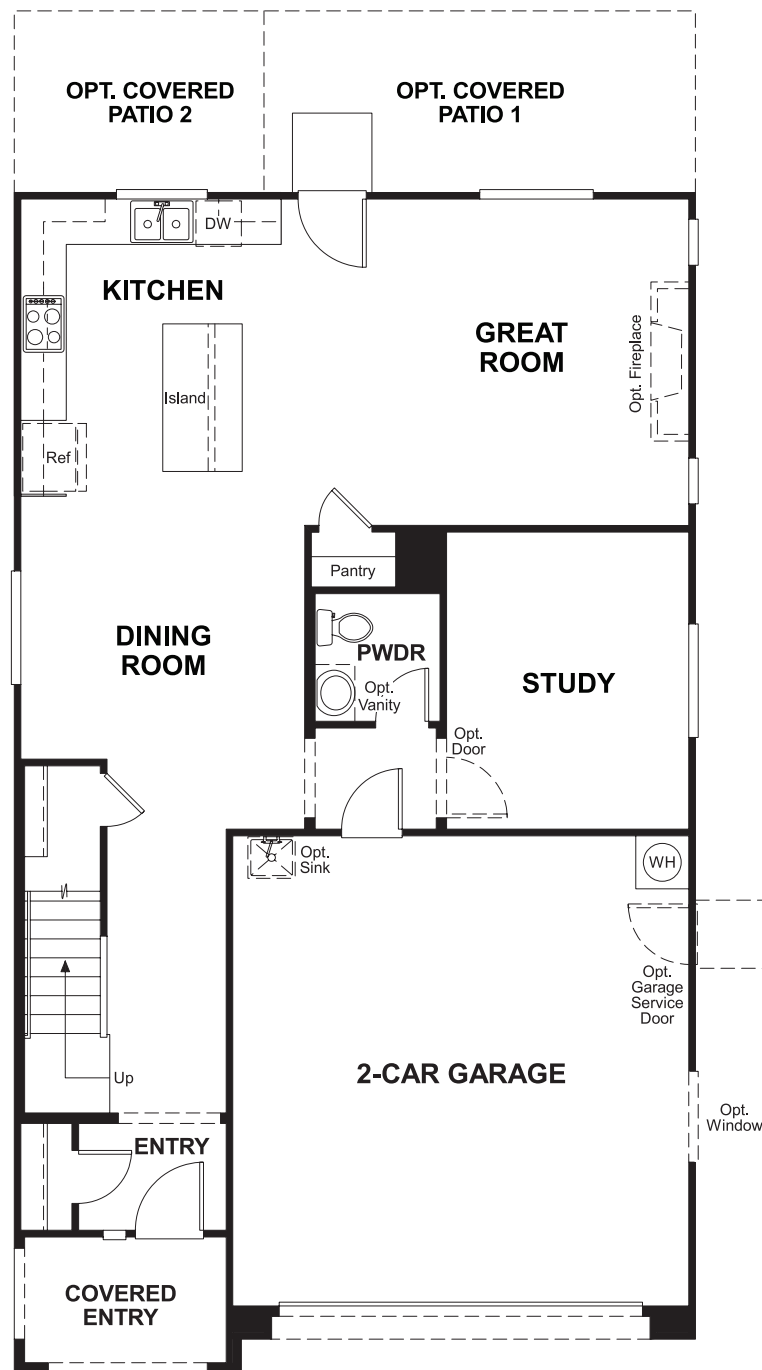 OPT. COVERED
PATIO 2
OPT. COVERED
PATIO 1
DW
KITCHEN
GREAT
ROOM
Opt. Fireplace
Island
Ref
Pantry
DINING
ROOM
PWDR
Opt.
Vanity
STUDY
Opt.
Door
Opt.
Sink
WH
Opt.
Garage
Service
Door
Up
2-CAR GARAGE
Opt.
Window
ENTRY
COVERED
ENTRY